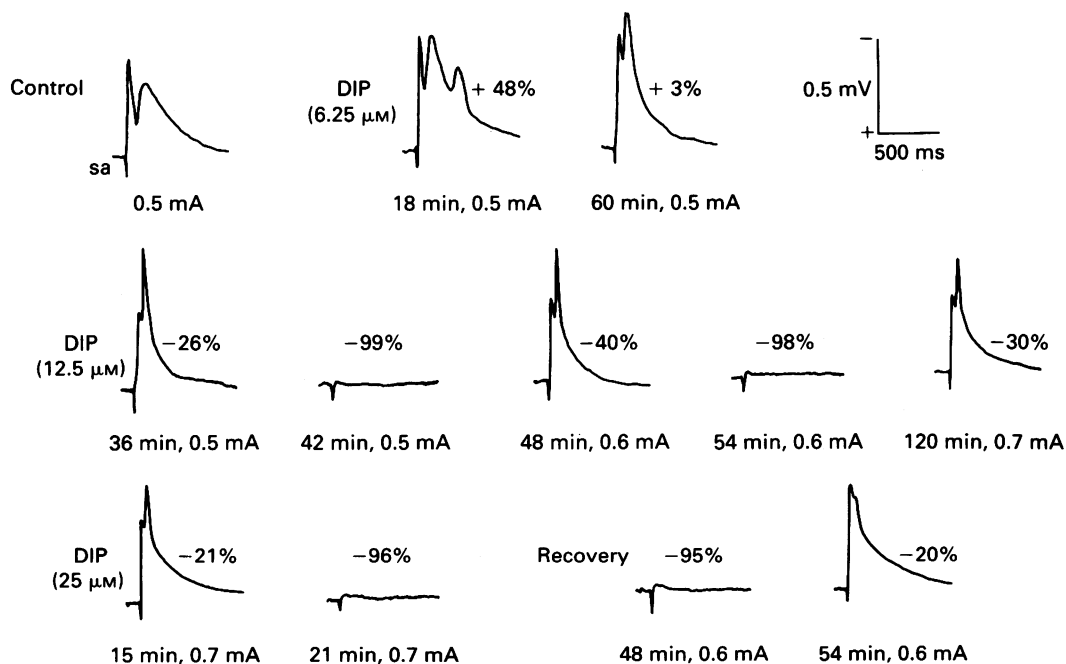 Control
sa
0.5 mA
DIP
(6.25 μM)
+ 48%
18 min, 0.5 mA
+ 3%
60 min, 0.5 mA
−
0.5 mV
+
500 ms
DIP
(12.5 μM)
−26%
36 min, 0.5 mA
−99%
42 min, 0.5 mA
−40%
48 min, 0.6 mA
−98%
54 min, 0.6 mA
−30%
120 min, 0.7 mA
DIP
(25 μM)
−21%
15 min, 0.7 mA
−96%
21 min, 0.7 mA
Recovery
−95%
48 min, 0.6 mA
−20%
54 min, 0.6 mA